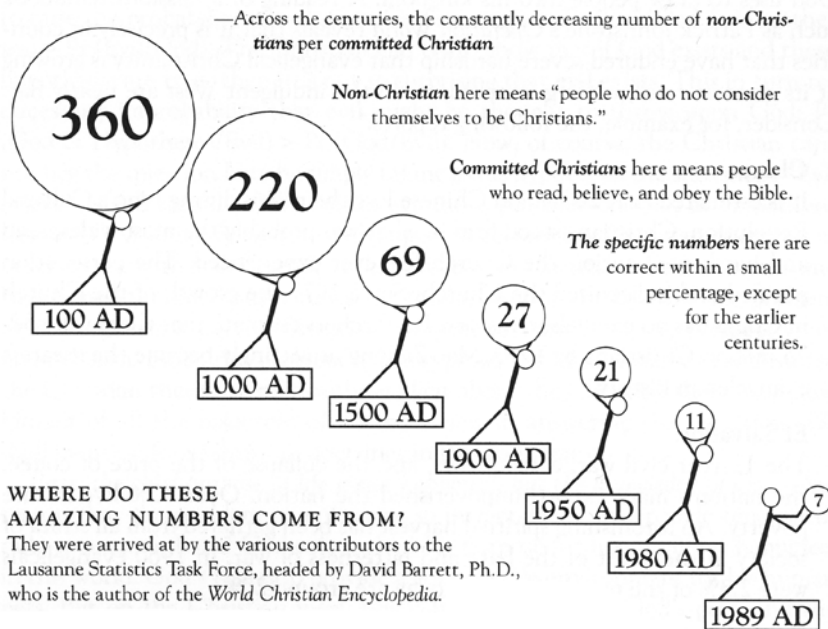 —Across the centuries, the constantly decreasing number of non-Chris-
tians per committed Christian
Non-Christian here means "people who do not consider
themselves to be Christians."
Committed Christians here means people
who read, believe, and obey the Bible.
The specific numbers here are
correct within a small
percentage, except
for the earlier
centuries.
360
100 AD
220
1000 AD
69
1500 AD
27
1900 AD
21
1950 AD
11
1980 AD
7
1989 AD
WHERE DO THESE
AMAZING NUMBERS COME FROM?
They were arrived at by the various contributors to the
Lausanne Statistics Task Force, headed by David Barrett, Ph.D.,
who is the author of the World Christian Encyclopedia.